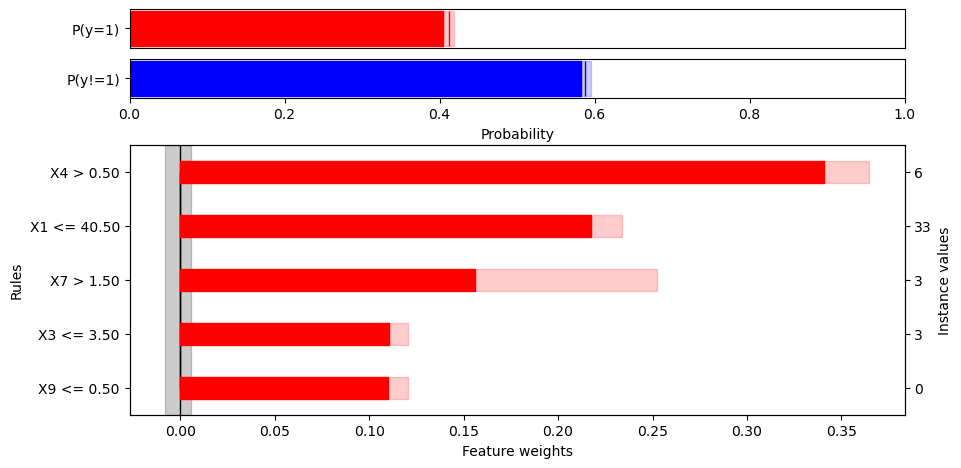 P(y=1)
P(y!=1)
0.0 0.2 0.4 0.6 0.8 1.0
Probability
X4 > 0.50 6
X1 <= 40.50 33
X7 > 1.50 3
X3 <= 3.50 3
X9 <= 0.50 0
Rules
Instance values
0.00 0.05 0.10 0.15 0.20 0.25 0.30 0.35
Feature weights